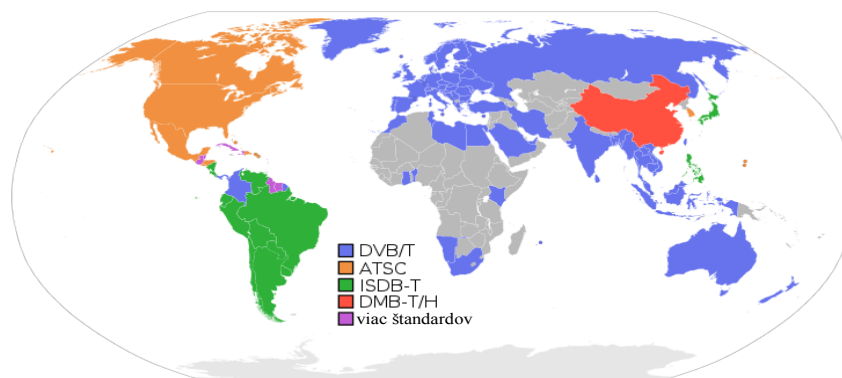 DVB/T
ATSC
ISDB-T
DMB-T/H
viac štandardov